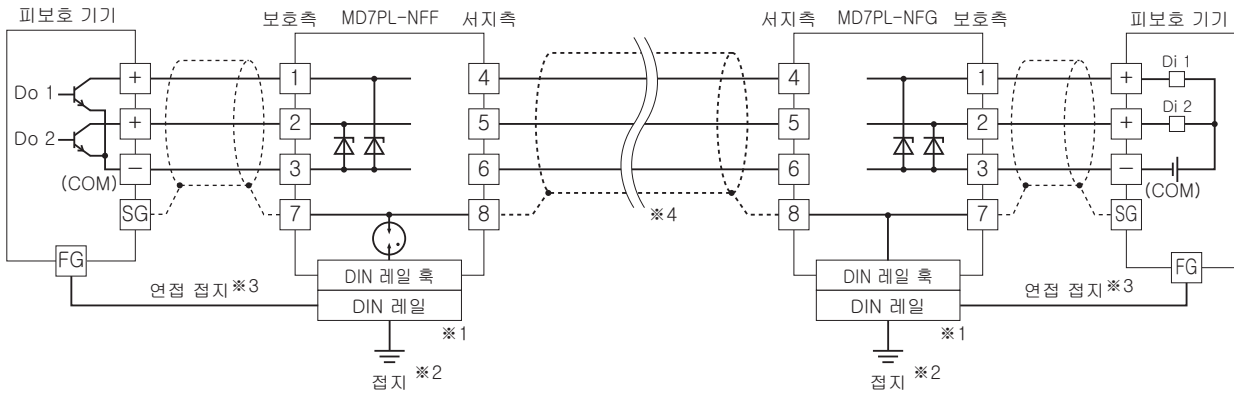 피보호 기기 보호측 MD7PL-NFF 서지측 서지측 MD7PL-NFG 보호측 피보호 기기
Do 1 + 1 4 4 1 + Di 1
Do 2 + 2 5 5 2 + Di 2
(COM) − 3 6 6 3 − (COM)
SG 7 8 ※4 8 7 SG
FG DIN 레일 훅 DIN 레일 훅 FG
연접 접지※3 DIN 레일 DIN 레일 연접 접지※3
※1 ※1
접지 ※2 접지 ※2